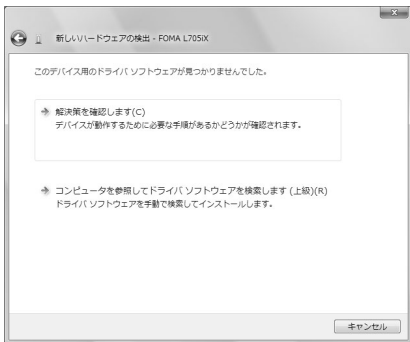 新しいハードウェアの検出 - FOMA L705iX
このデバイス用のドライバ ソフトウェアが見つかりませんでした。
解決策を確認します(C)
デバイスが動作するために必要な手順があるかどうかが確認されます。
コンピュータを参照してドライバ ソフトウェアを検索します (上級)(R)
ドライバ ソフトウェアを手動で検索してインストールします。
キャンセル